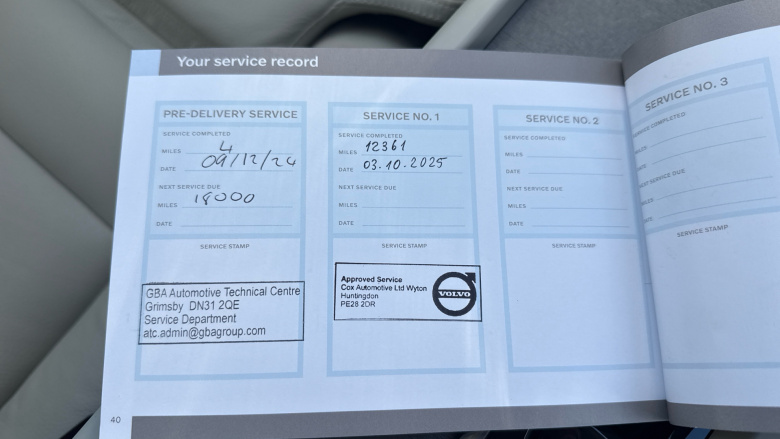 Your service record
PRE-DELIVERY SERVICE
SERVICE COMPLETED
MILES 4
DATE 09/12/24
NEXT SERVICE DUE
MILES 18000
DATE
SERVICE STAMP
GBA Automotive Technical Centre
Grimsby DN31 2QE
Service Department
atc.admin@gbagroup.com
SERVICE NO. 1
SERVICE COMPLETED
MILES 12361
DATE 03.10.2025
NEXT SERVICE DUE
MILES
DATE
SERVICE STAMP
Approved Service
Cox Automotive Ltd Wyton
Huntingdon
PE28 2DR
VOLVO
SERVICE NO. 2
SERVICE COMPLETED
MILES
DATE
NEXT SERVICE DUE
MILES
DATE
SERVICE STAMP
SERVICE NO. 3
COMPLETED
SERVICE DUE
SERVICE STAMP
40